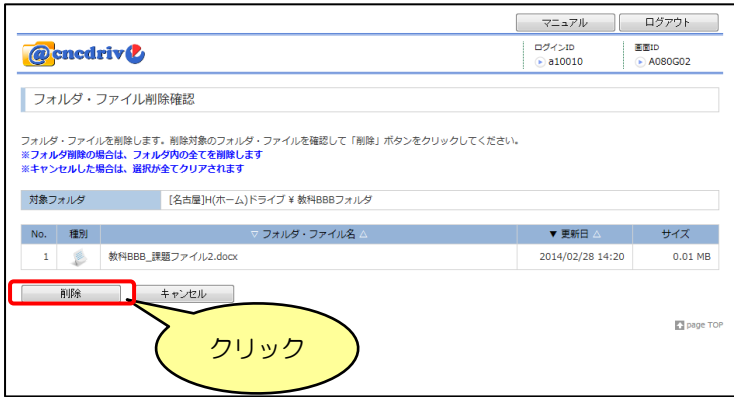 マニュアル ログアウト
@cncdriv ログインID 画面ID
a10010 A080G02
フォルダ・ファイル削除確認
フォルダ・ファイルを削除します。削除対象のフォルダ・ファイルを確認して「削除」ボタンをクリックしてください。
※フォルダ削除の場合は、フォルダ内の全てを削除します
※キャンセルした場合は、選択が全てクリアされます
対象フォルダ [名古屋]H(ホーム)ドライブ ¥ 教科BBBフォルダ
No. 種別 ▽ フォルダ・ファイル名 △ ▼ 更新日 △ サイズ
1 教科BBB_課題ファイル2.docx 2014/02/28 14:20 0.01 MB
削除 キャンセル
page TOP
クリック